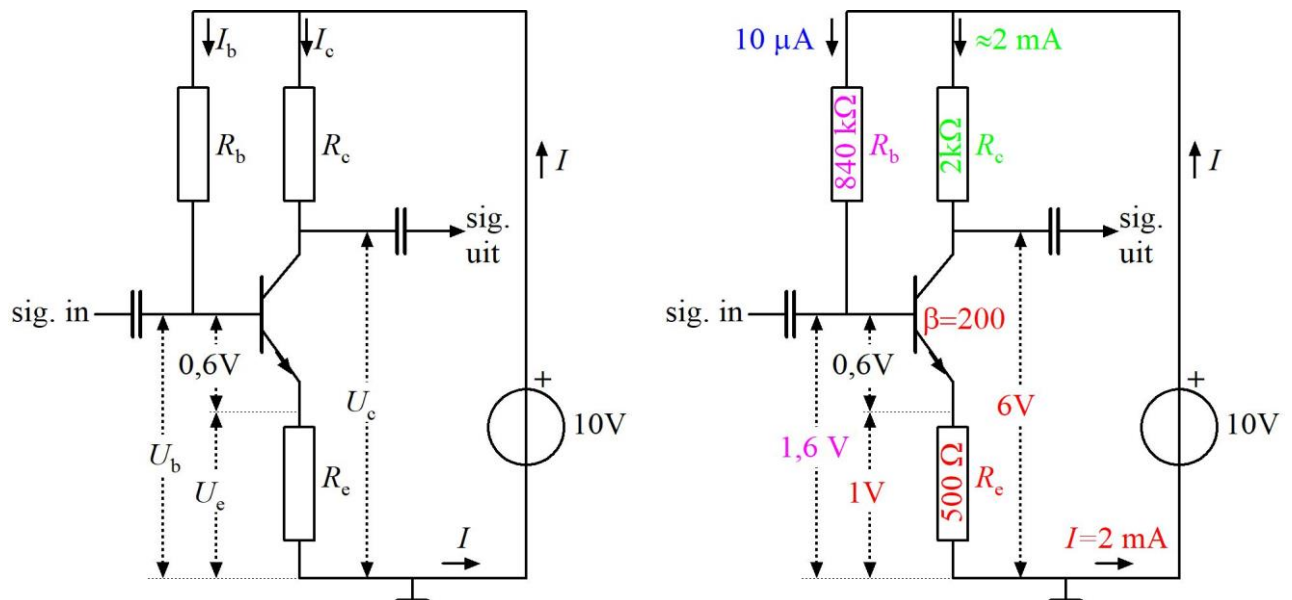 I_b
I_c
R_b
R_c
I
sig.
uit
sig. in
0,6V
U_c
+
10V
U_b
U_e
R_e
I
10 μA
≈2 mA
840 kΩ
R_b
2kΩ
R_c
I
sig.
uit
sig. in
β=200
0,6V
6V
+
10V
1,6 V
1V
500 Ω
R_e
I=2 mA